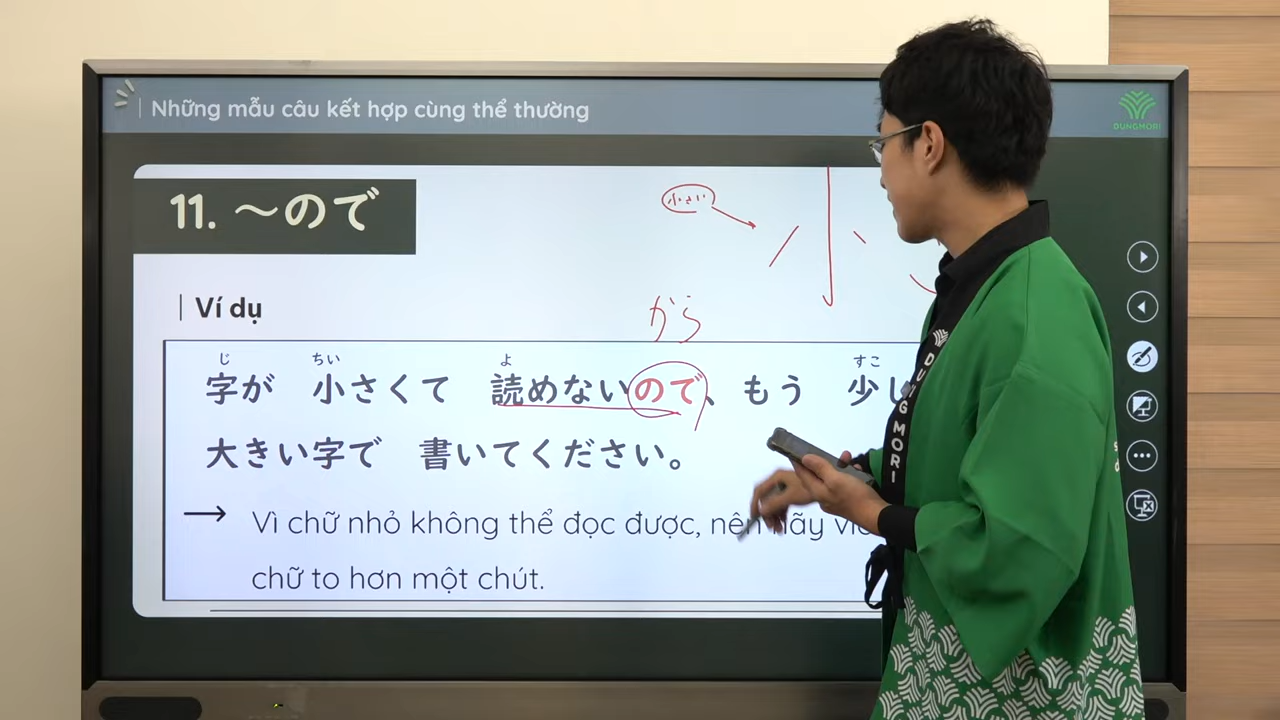 Những mẫu câu kết hợp cùng thể thường
DUNGMORI
11. ～ので
小さい
小
から
Ví dụ
じ ちい よ すこ
字が 小さくて 読めないので、もう 少し
大きい字で 書いてください。
→ Vì chữ nhỏ không thể đọc được, nên hãy
chữ to hơn một chút.
DUNGMORI